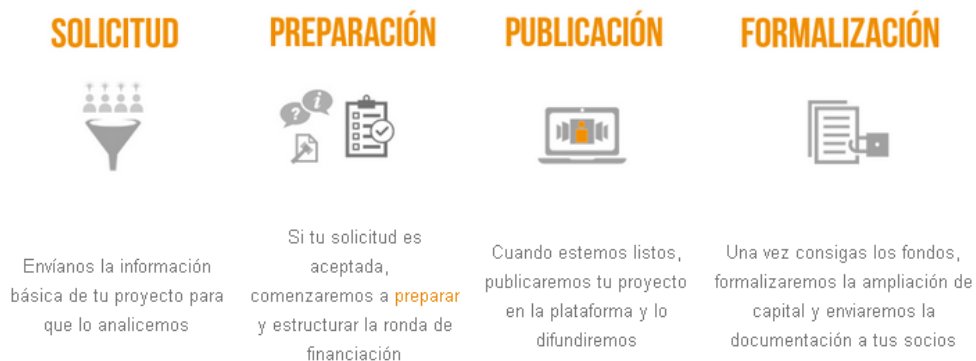 SOLICITUD
PREPARACIÓN
PUBLICACIÓN
FORMALIZACIÓN
Envíanos la información
básica de tu proyecto para
que lo analicemos
Si tu solicitud es
aceptada,
comenzaremos a preparar
y estructurar la ronda de
financiación
Cuando estemos listos,
publicaremos tu proyecto
en la plataforma y lo
difundiremos
Una vez consigas los fondos,
formalizaremos la ampliación de
capital y enviaremos la
documentación a tus socios